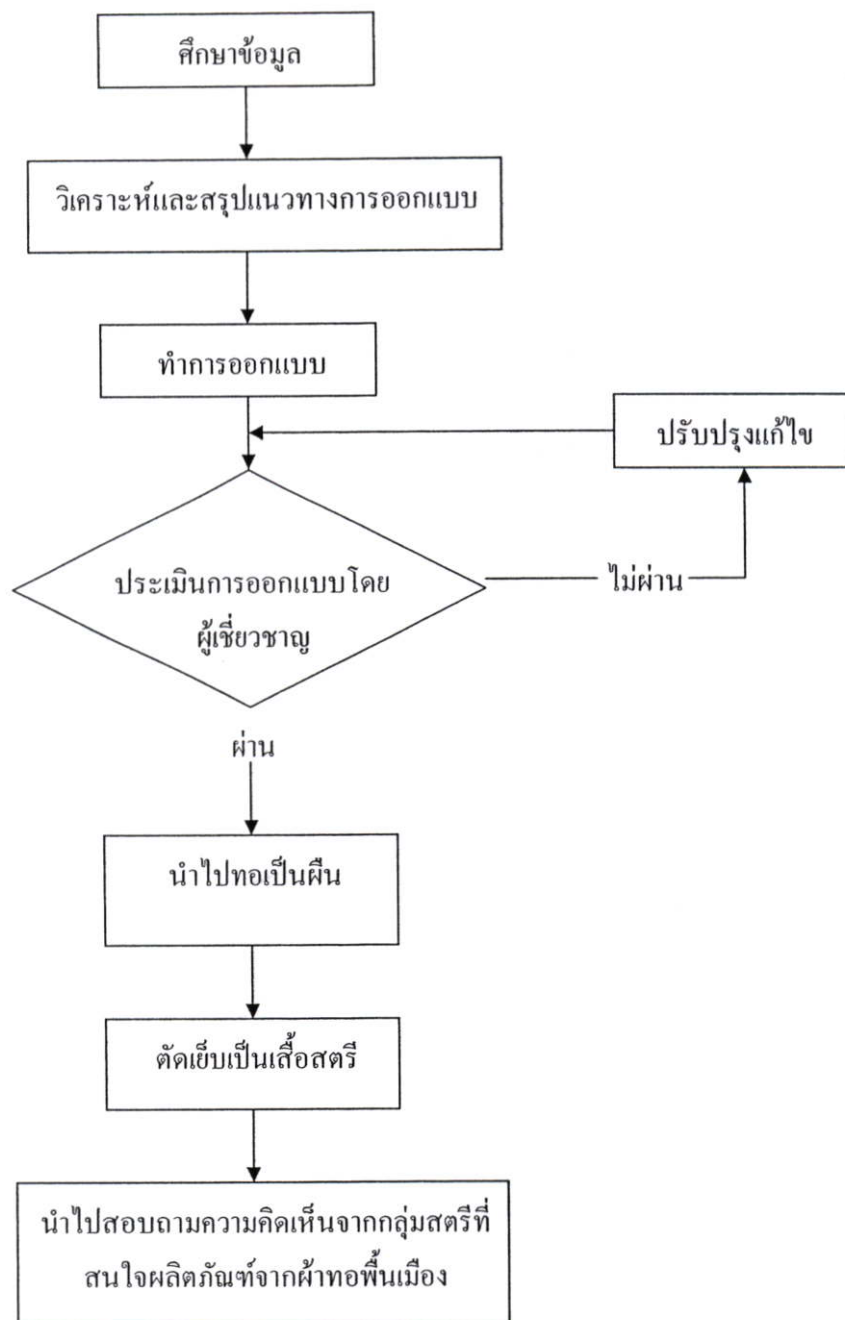 ศึกษาข้อมูล
วิเคราะห์และสรุปแนวทางการออกแบบ
ทำการออกแบบ
ปรับปรุงแก้ไข
ประเมินการออกแบบโดย
ผู้เชี่ยวชาญ
ไม่ผ่าน
ผ่าน
นำไปทอเป็นผืน
ตัดเย็บเป็นเสื้อสตรี
นำไปสอบถามความคิดเห็นจากกลุ่มสตรีที่
สนใจผลิตภัณฑ์จากผ้าทอพื้นเมือง